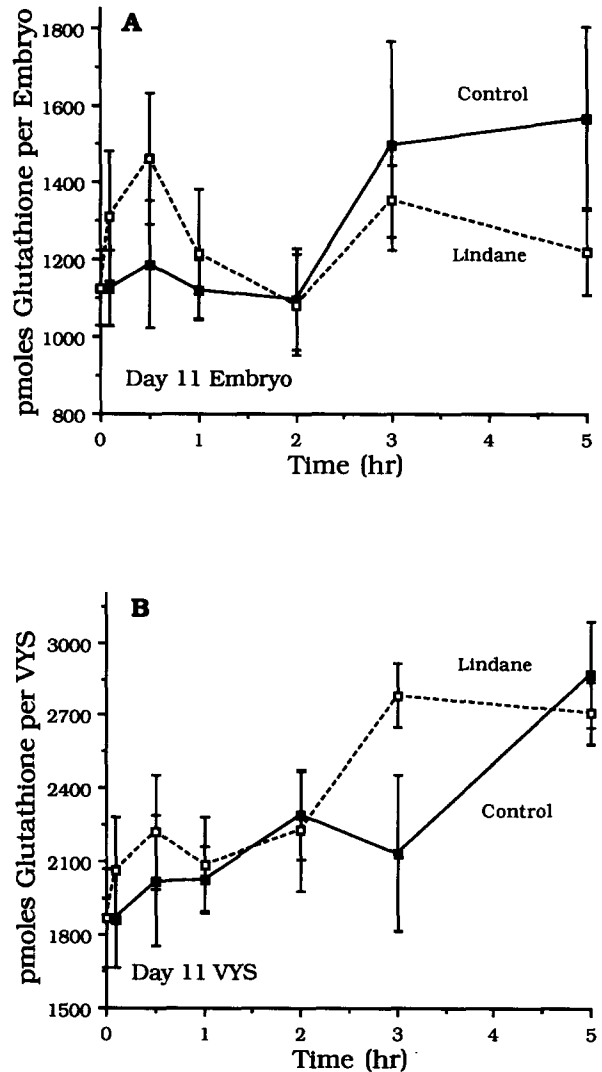 A
pmoles Glutathione per Embryo
1800
1600
1400
1200
1000
800
Control
Lindane
Day 11 Embryo
0 1 2 3 4 5
Time (hr)
B
pmoles Glutathione per VYS
3000
2700
2400
2100
1800
1500
Lindane
Control
Day 11 VYS
0 1 2 3 4 5
Time (hr)